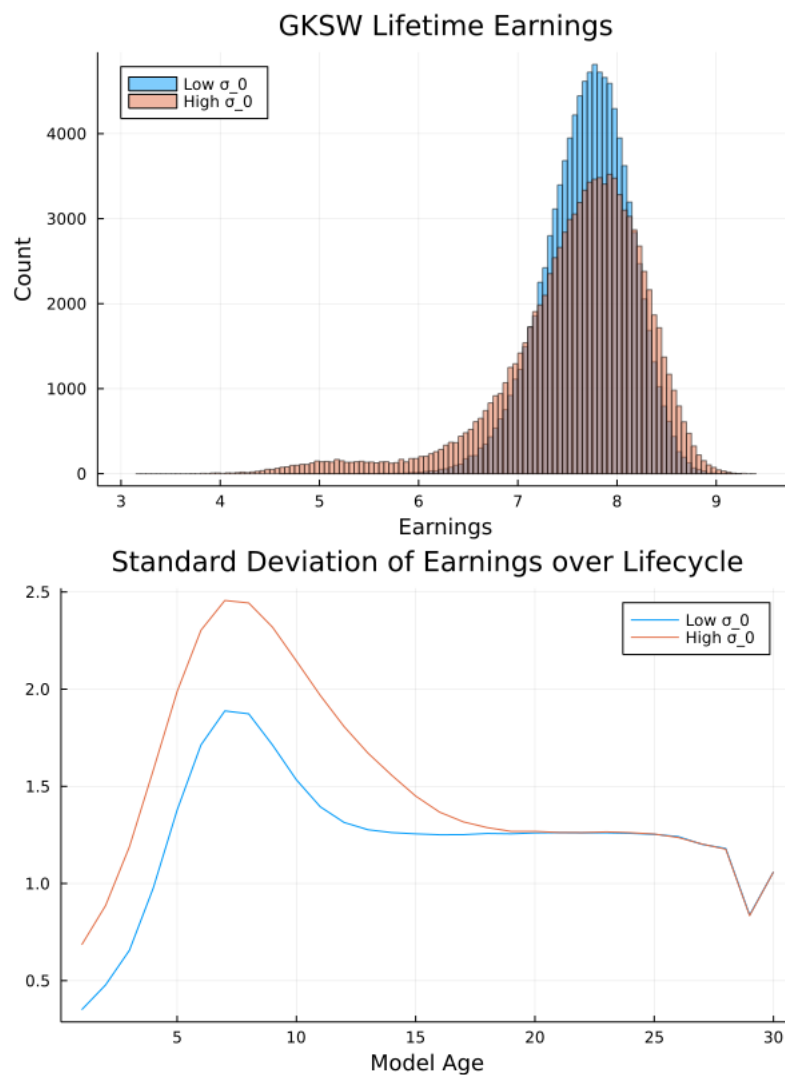 GKSW Lifetime Earnings
Low σ_0
High σ_0
4000
3000
2000
1000
0
Count
3 4 5 6 7 8 9
Earnings
Standard Deviation of Earnings over Lifecycle
Low σ_0
High σ_0
2.5
2.0
1.5
1.0
0.5
5 10 15 20 25 30
Model Age